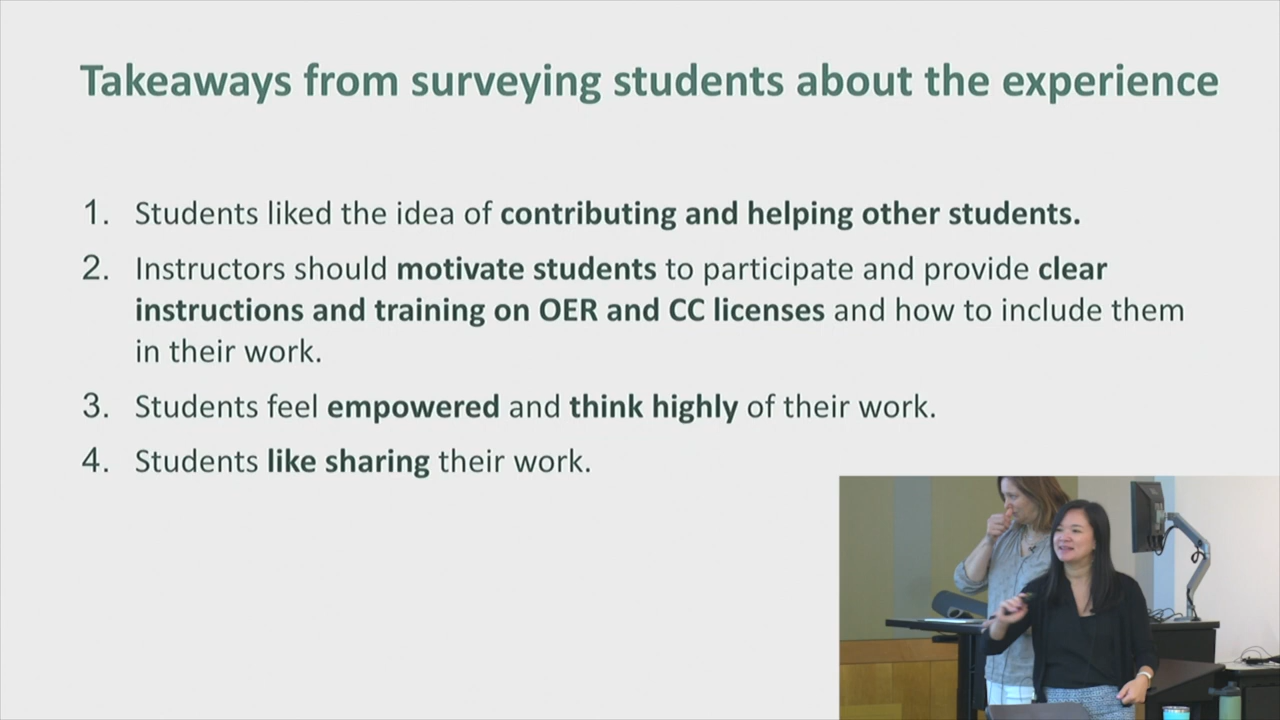 Takeaways from surveying students about the experience
1. Students liked the idea of contributing and helping other students.
2. Instructors should motivate students to participate and provide clear
instructions and training on OER and CC licenses and how to include them
in their work.
3. Students feel empowered and think highly of their work.
4. Students like sharing their work.